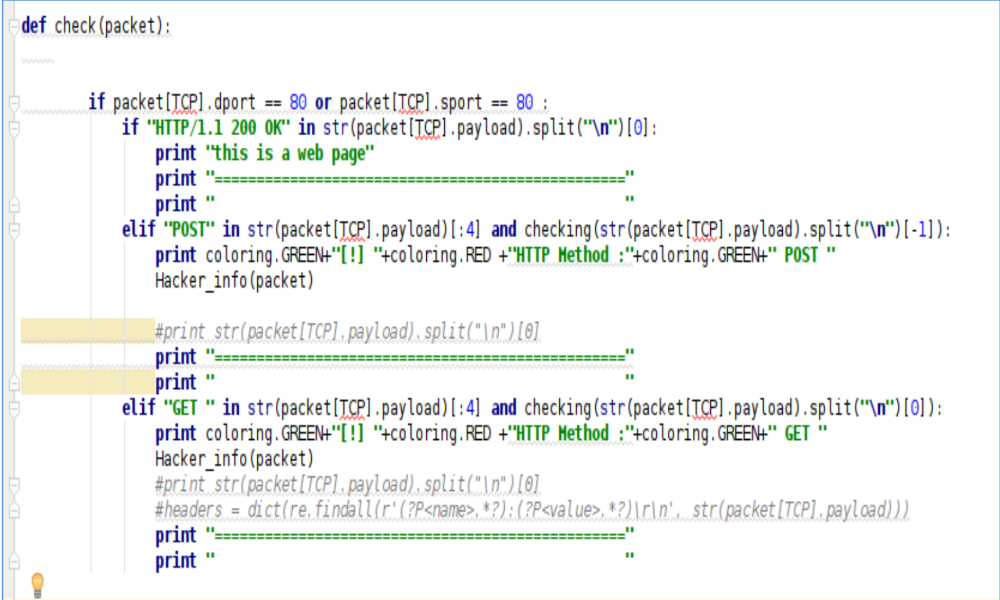 def check(packet):
if packet[TCP].dport == 80 or packet[TCP].sport == 80 :
if "HTTP/1.1 200 OK" in str(packet[TCP].payload).split("\n")[0]:
print "this is a web page"
print "================================================="
print "                                                 "
elif "POST" in str(packet[TCP].payload)[:4] and checking(str(packet[TCP].payload).split("\n")[-1]):
print coloring.GREEN+"[!] "+coloring.RED +"HTTP Method :"+coloring.GREEN+" POST "
Hacker_info(packet)
#print str(packet[TCP].payload).split("\n")[0]
print "================================================="
print "                                                 "
elif "GET " in str(packet[TCP].payload)[:4] and checking(str(packet[TCP].payload).split("\n")[0]):
print coloring.GREEN+"[!] "+coloring.RED +"HTTP Method :"+coloring.GREEN+" GET "
Hacker_info(packet)
#print str(packet[TCP].payload).split("\n")[0]
#headers = dict(re.findall(r'(?P<name>.*?):(?P<value>.*?)\r\n', str(packet[TCP].payload)))
print "================================================="
print "                                                 "